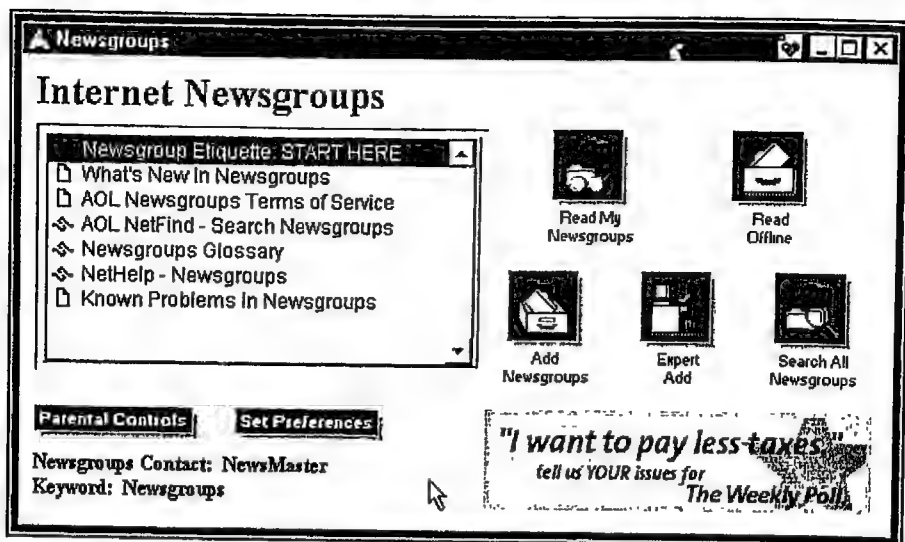 Newsgroups
Internet Newsgroups
Newsgroup Etiquette: START HERE
What's New In Newsgroups
AOL Newsgroups Terms of Service
AOL NetFind - Search Newsgroups
Newsgroups Glossary
NetHelp - Newsgroups
Known Problems In Newsgroups
Read My
Newsgroups
Read
Offline
Add
Newsgroups
Expert
Add
Search All
Newsgroups
Parental Controls
Set Preferences
Newsgroups Contact: NewsMaster
Keyword: Newsgroups
"I want to pay less taxes."
tell us YOUR issues for
The Weekly Poll